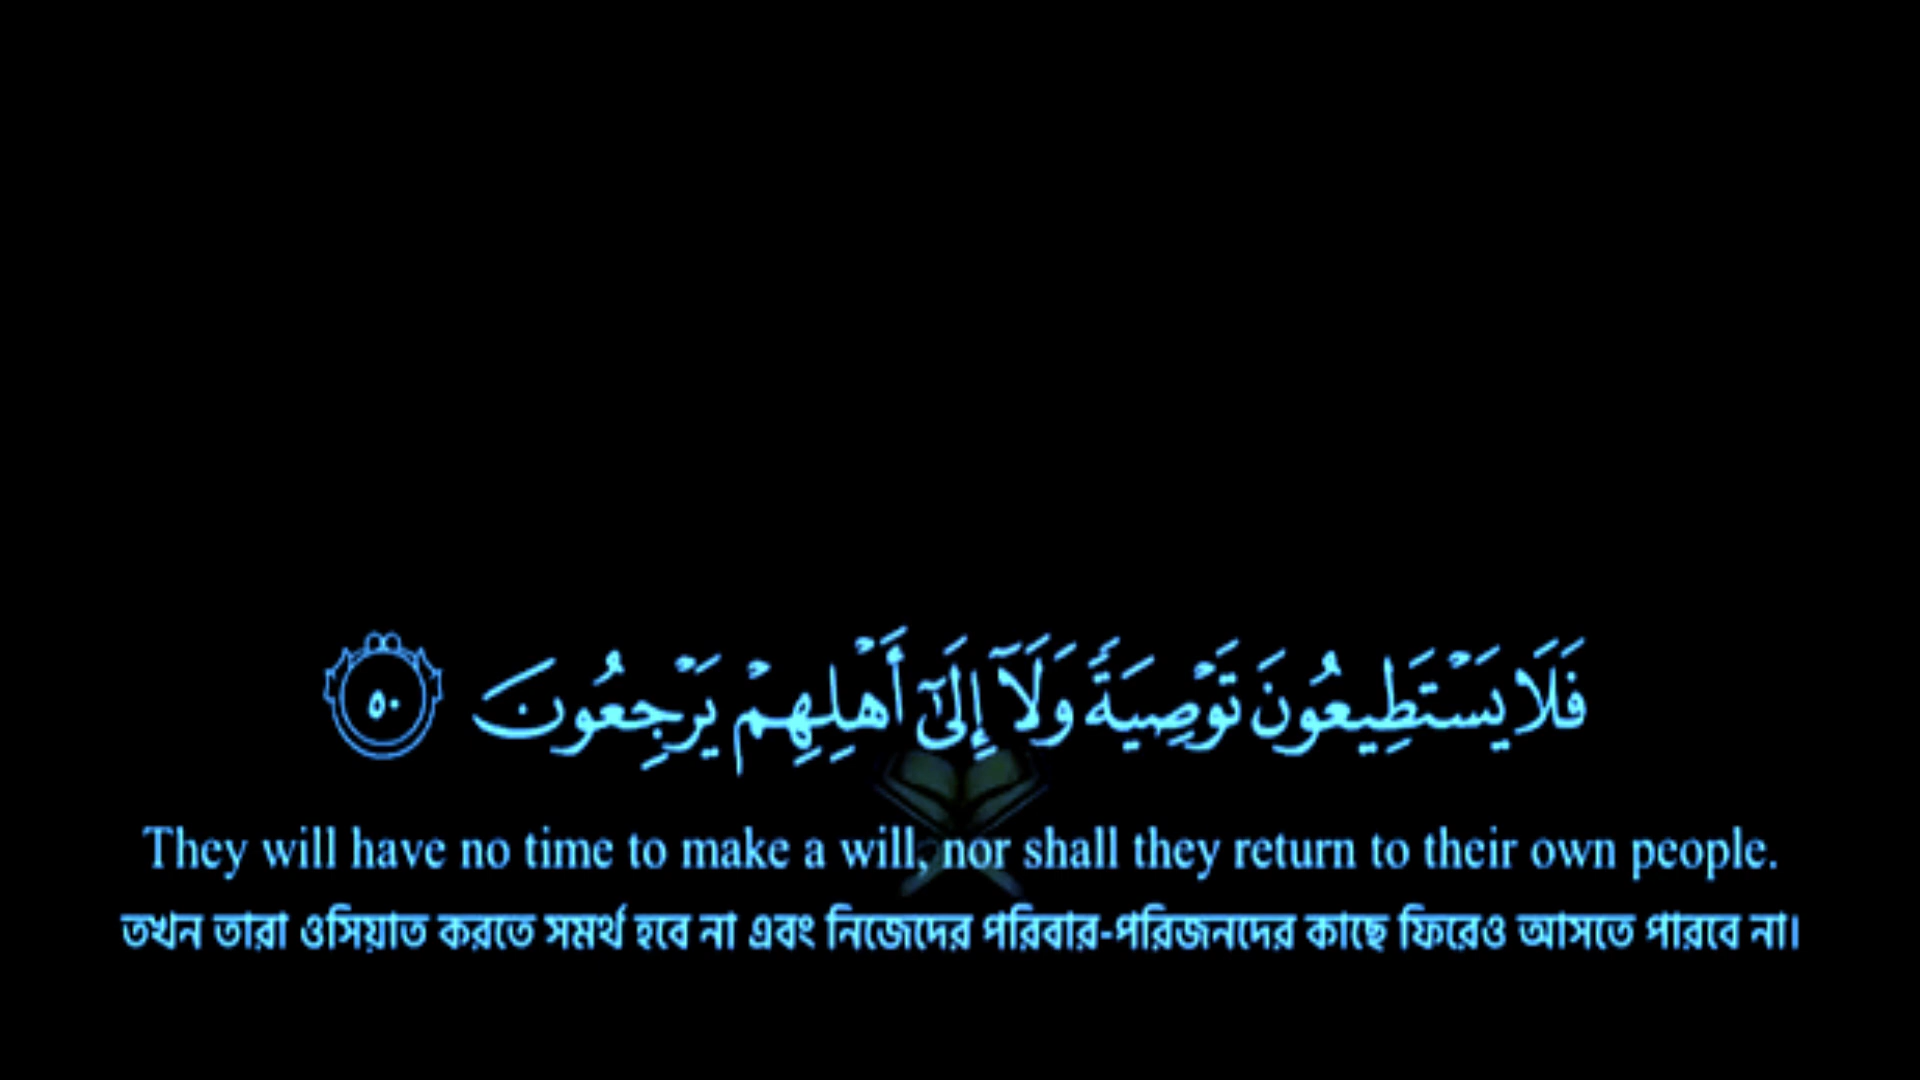 فَلَا يَسْتَطِيعُونَ تَوْصِيَةً وَلَآ إِلَىٰٓ أَهْلِهِمْ يَرْجِعُونَ ٥٠
They will have no time to make a will, nor shall they return to their own people.
তখন তারা ওসিয়াত করতে সমর্থ হবে না এবং নিজেদের পরিবার-পরিজনদের কাছে ফিরেও আসতে পারবে না।